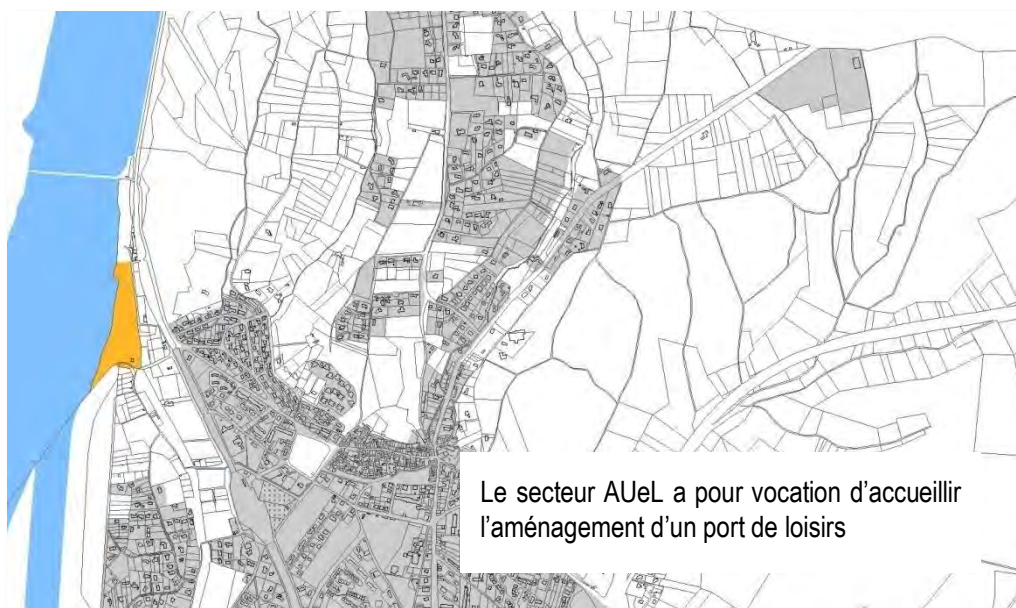 Le secteur AUeL a pour vocation d’accueillir
l’aménagement d’un port de loisirs